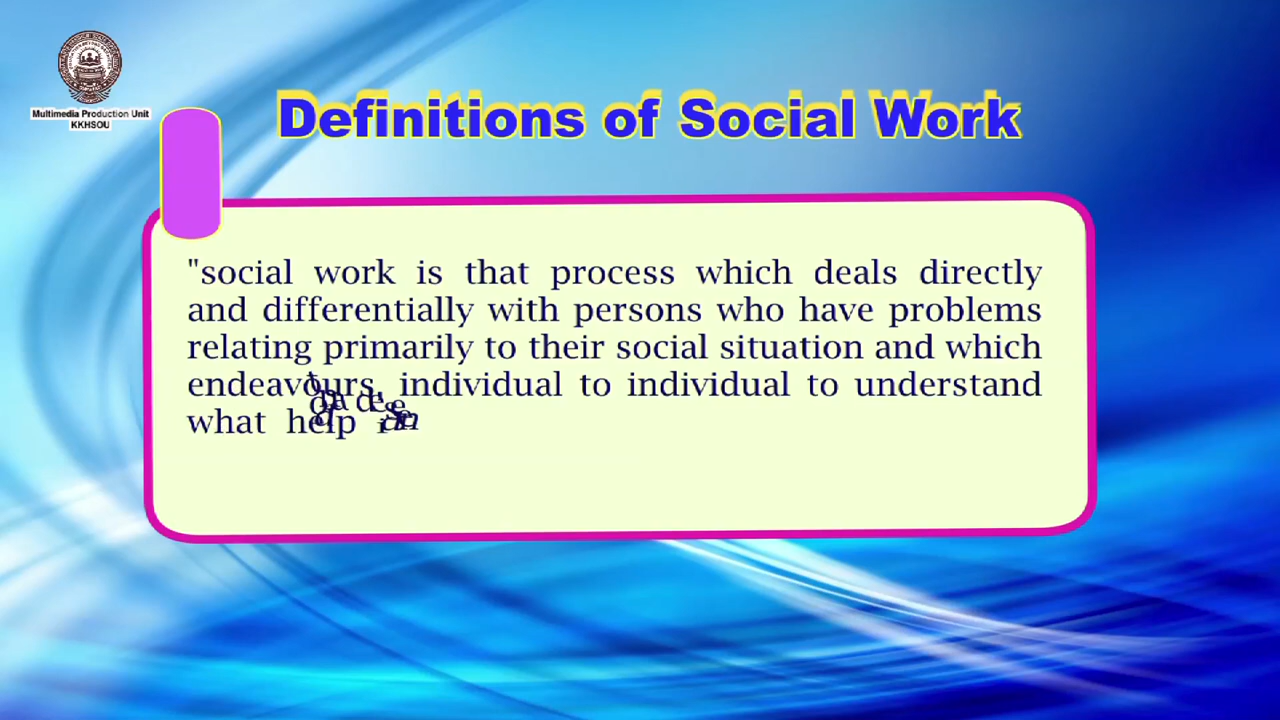 Multimedia Production Unit
KKHSOU
Definitions of Social Work
"social work is that process which deals directly
and differentially with persons who have problems
relating primarily to their social situation and which
endeavours, individual to individual to understand
what help